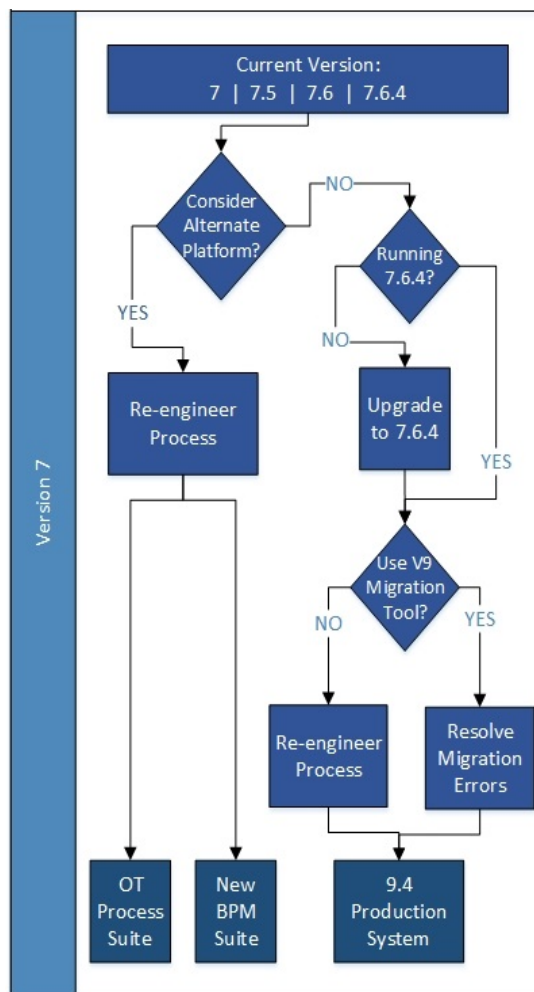 Current Version:
7 | 7.5 | 7.6 | 7.6.4
Consider
Alternate
Platform?
NO
Running
7.6.4?
YES
NO
Re-engineer
Process
Upgrade
to 7.6.4
YES
Version 7
Use V9
Migration
Tool?
NO
YES
Re-engineer
Process
Resolve
Migration
Errors
OT
Process
Suite
New
BPM
Suite
9.4
Production
System